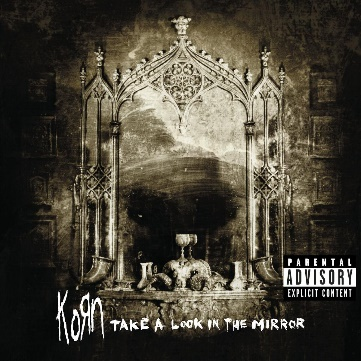 PARENTAL
ADVISORY
EXPLICIT CONTENT
KoЯn TAKE A LOOK IN THE MIRROR